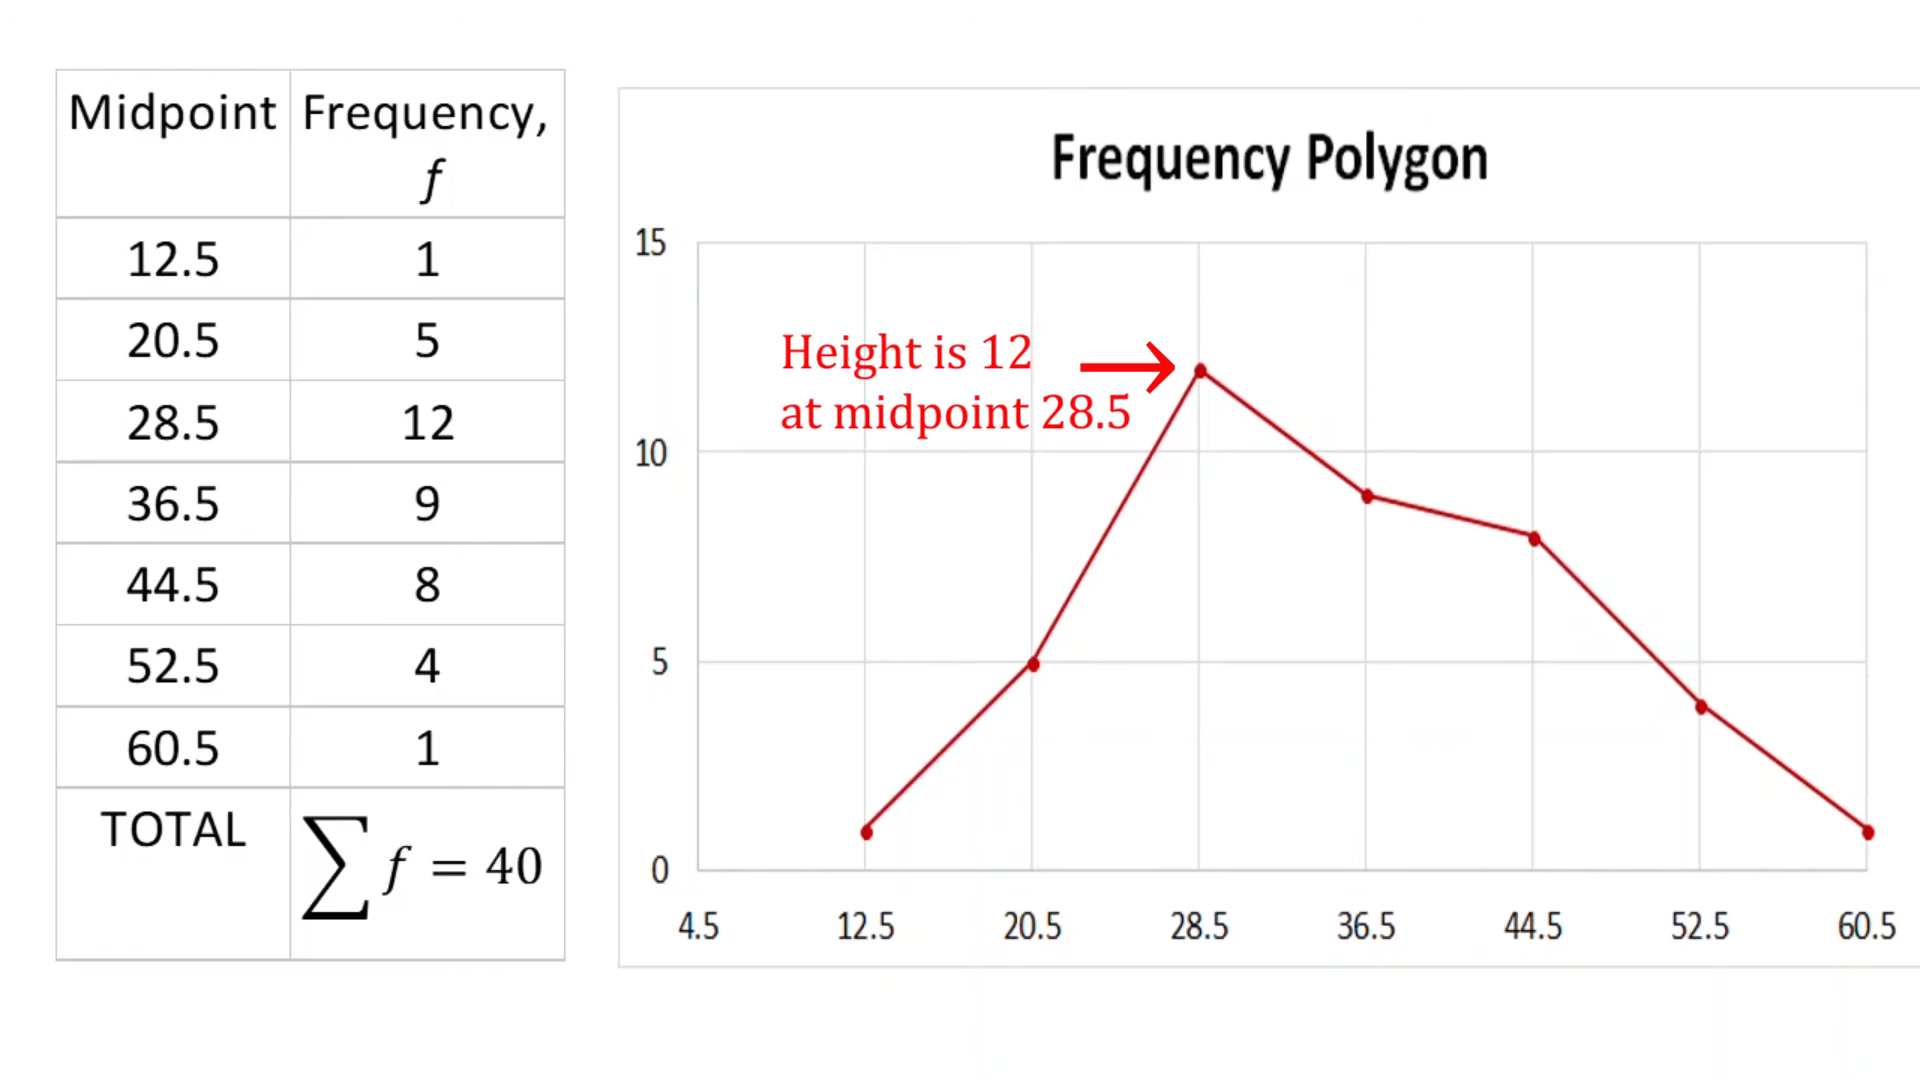 Midpoint Frequency,
f
12.5 1
20.5 5
28.5 12
36.5 9
44.5 8
52.5 4
60.5 1
TOTAL ∑ f = 40
Frequency Polygon
15
Height is 12
at midpoint 28.5
10
5
0
4.5 12.5 20.5 28.5 36.5 44.5 52.5 60.5